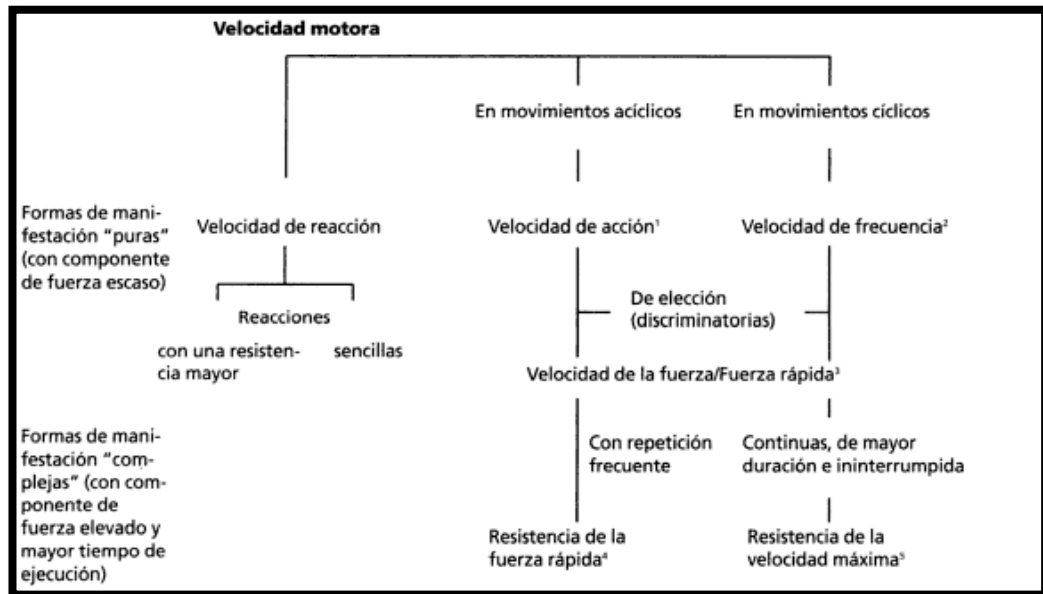 Velocidad motora
En movimientos acíclicos
En movimientos cíclicos
Formas de mani-
festación “puras”
(con componente
de fuerza escaso)
Velocidad de reacción
Velocidad de acción¹
Velocidad de frecuencia²
Reacciones
con una resisten-
cia mayor
sencillas
De elección
(discriminatorias)
Velocidad de la fuerza/Fuerza rápida³
Formas de mani-
festación “com-
plejas” (con com-
ponente de
fuerza elevado y
mayor tiempo de
ejecución)
Con repetición
frecuente
Continuas, de mayor
duración e ininterrumpida
Resistencia de la
fuerza rápida⁴
Resistencia de la
velocidad máxima⁵